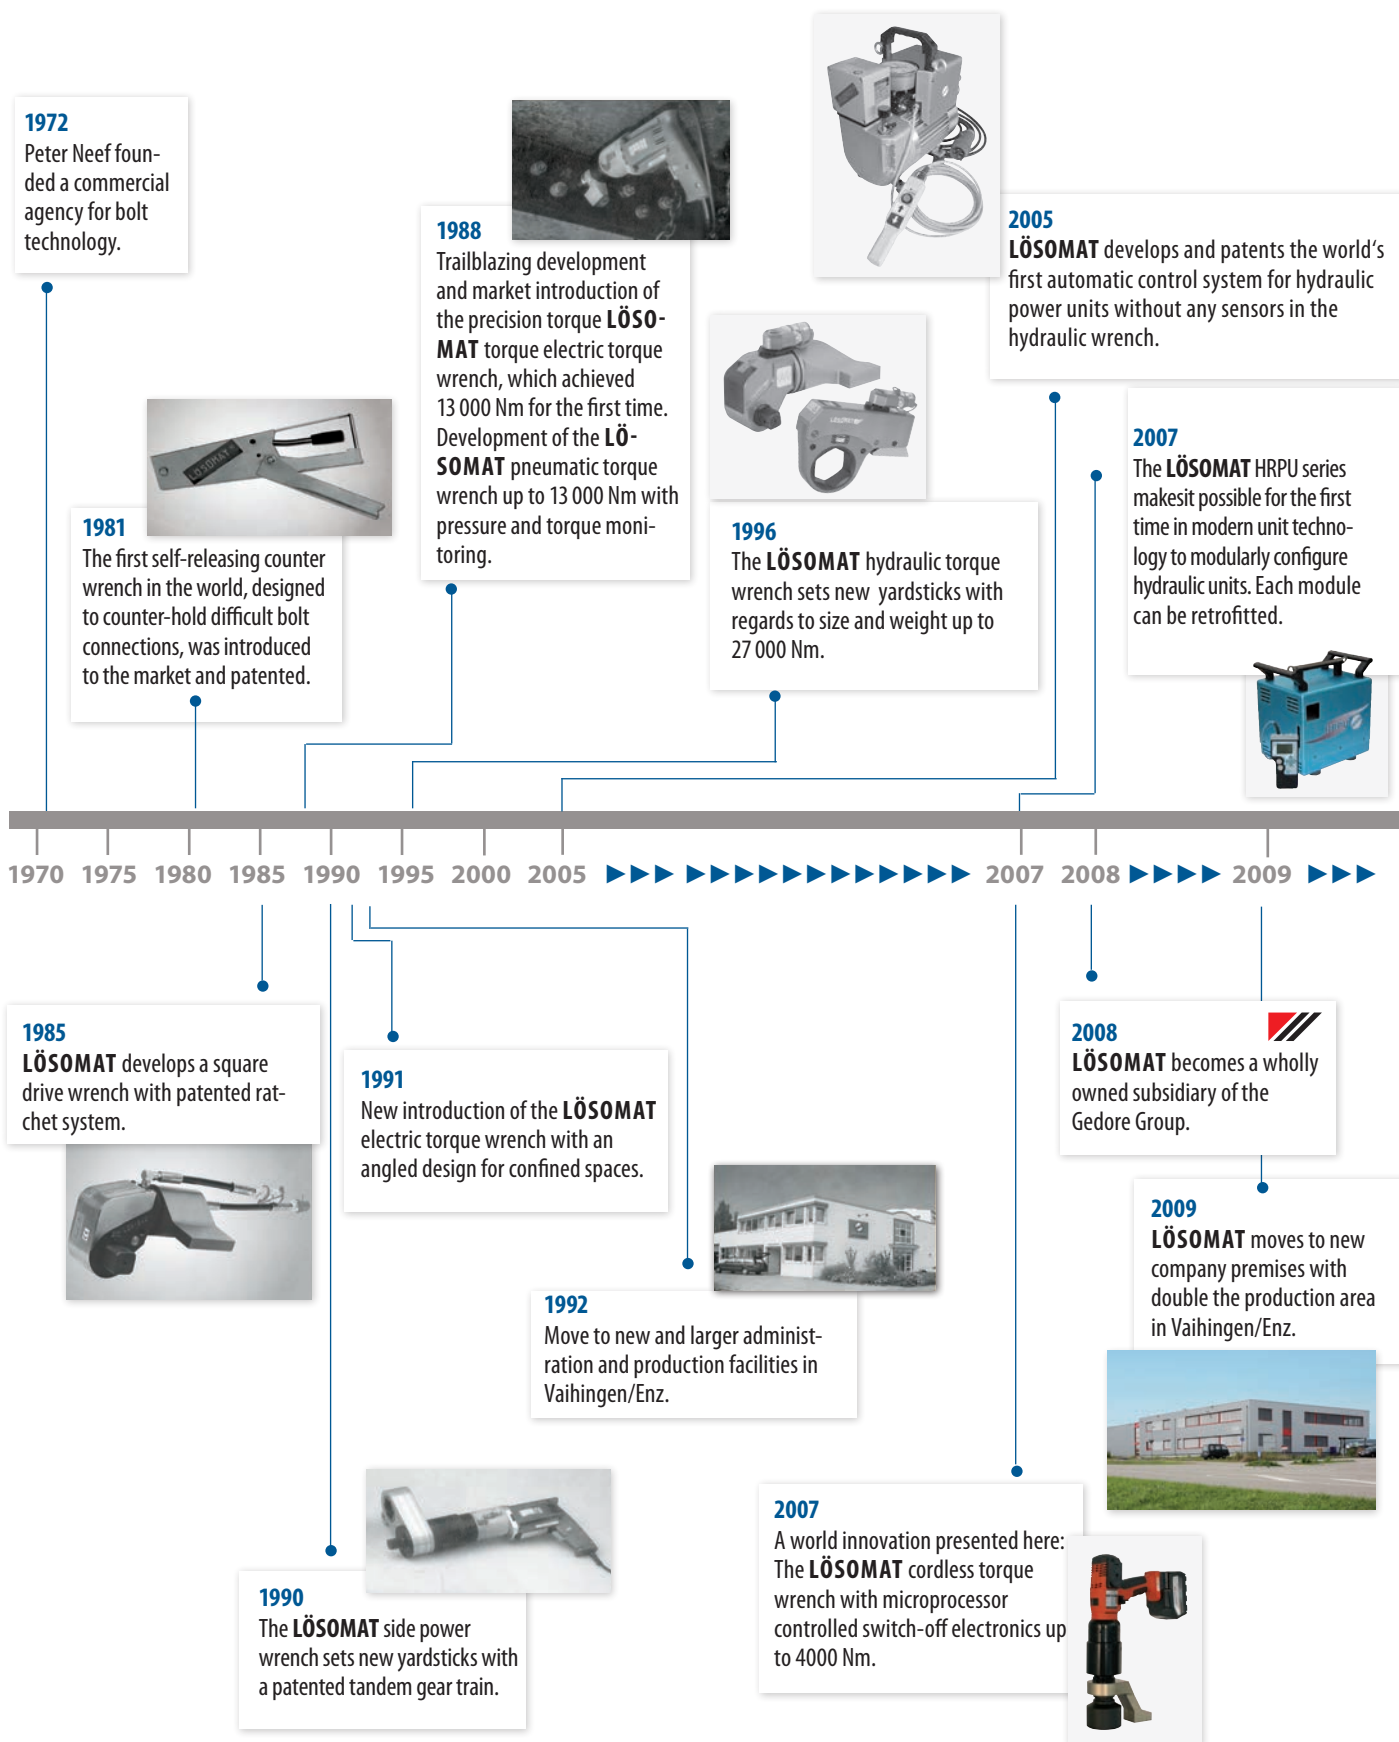 1972
Peter Neef foun-
ded a commercial
agency for bolt
technology.
1981
The first self-releasing counter
wrench in the world, designed
to counter-hold difficult bolt
connections, was introduced
to the market and patented.
LÖSOMAT
1988
Trailblazing development
and market introduction of
the precision torque LÖSO-
MAT torque electric torque
wrench, which achieved
13 000 Nm for the first time.
Development of the LÖ-
SOMAT pneumatic torque
wrench up to 13 000 Nm with
pressure and torque moni-
toring.
1996
The LÖSOMAT hydraulic torque
wrench sets new yardsticks with
regards to size and weight up to
27 000 Nm.
2005
LÖSOMAT develops and patents the world‘s
first automatic control system for hydraulic
power units without any sensors in the
hydraulic wrench.
2007
The LÖSOMAT HRPU series
makesit possible for the first
time in modern unit techno-
logy to modularly configure
hydraulic units. Each module
can be retrofitted.
1970 1975 1980 1985 1990 1995 2000 2005 2007 2008 2009
1985
LÖSOMAT develops a square
drive wrench with patented rat-
chet system.
1991
New introduction of the LÖSOMAT
electric torque wrench with an
angled design for confined spaces.
2008
LÖSOMAT becomes a wholly
owned subsidiary of the
Gedore Group.
2009
LÖSOMAT moves to new
company premises with
double the production area
in Vaihingen/Enz.
1992
Move to new and larger administ-
ration and production facilities in
Vaihingen/Enz.
1990
The LÖSOMAT side power
wrench sets new yardsticks with
a patented tandem gear train.
2007
A world innovation presented here:
The LÖSOMAT cordless torque
wrench with microprocessor
controlled switch-off electronics up
to 4000 Nm.